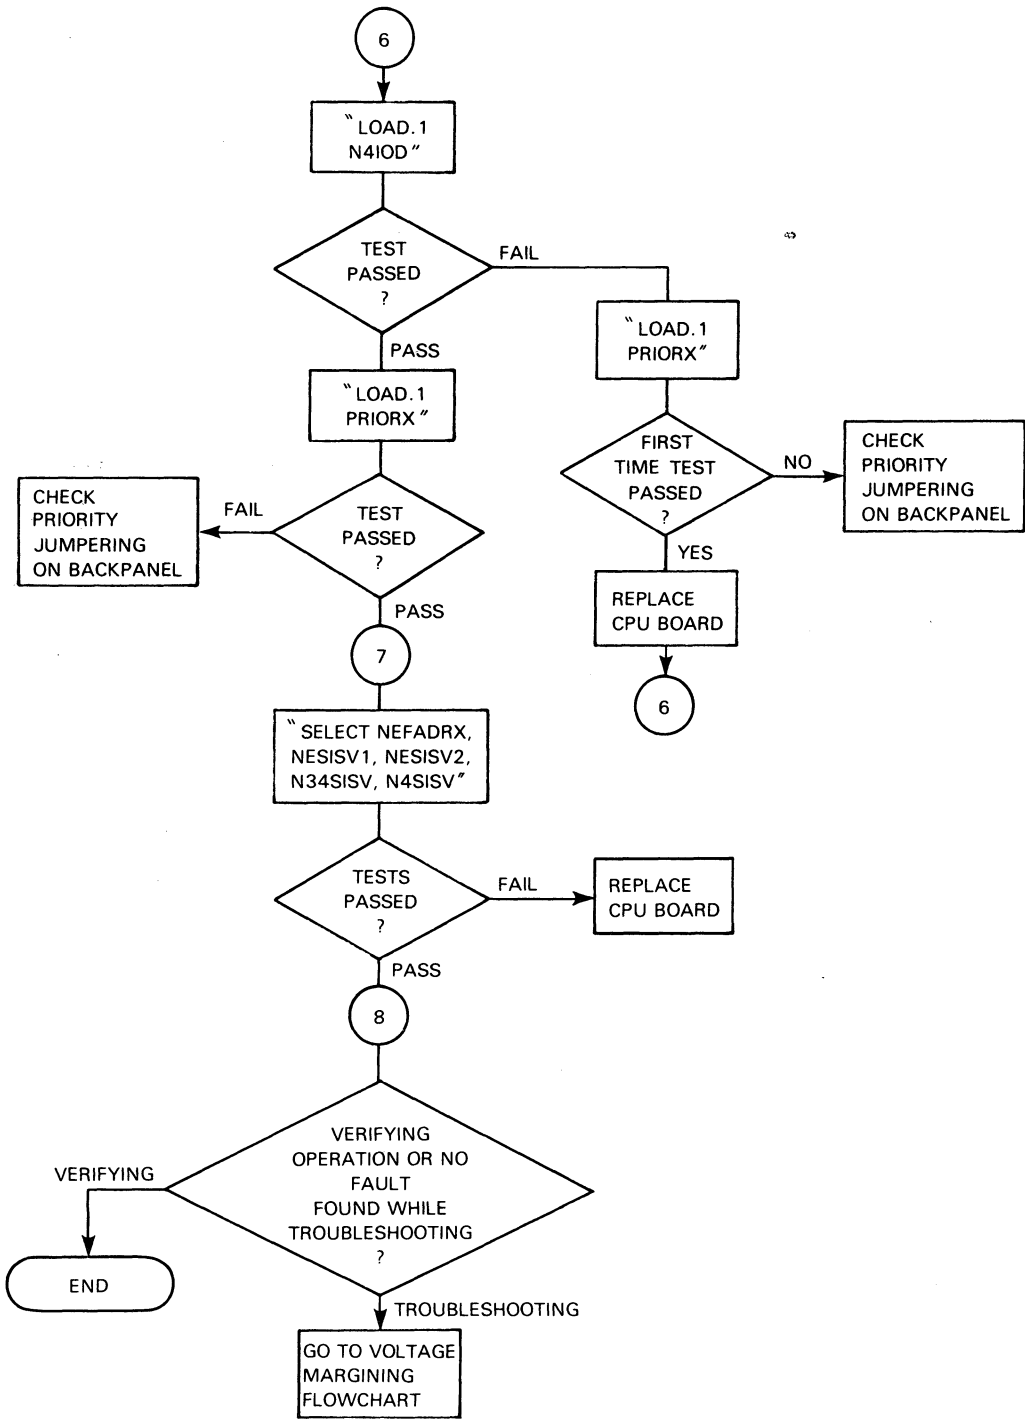 6
‶LOAD.1
N4IOD″
TEST
PASSED
?
FAIL
PASS
‶LOAD.1
PRIORX″
‶LOAD.1
PRIORX″
FIRST
TIME TEST
PASSED
?
NO
CHECK
PRIORITY
JUMPERING
ON BACKPANEL
YES
REPLACE
CPU BOARD
6
TEST
PASSED
?
FAIL
CHECK
PRIORITY
JUMPERING
ON BACKPANEL
PASS
7
‶SELECT NEFADRX,
NESISV1, NESISV2,
N34SISV, N4SISV″
TESTS
PASSED
?
FAIL
REPLACE
CPU BOARD
PASS
8
VERIFYING
OPERATION OR NO
FAULT
FOUND WHILE
TROUBLESHOOTING
?
VERIFYING
END
TROUBLESHOOTING
GO TO VOLTAGE
MARGINING
FLOWCHART